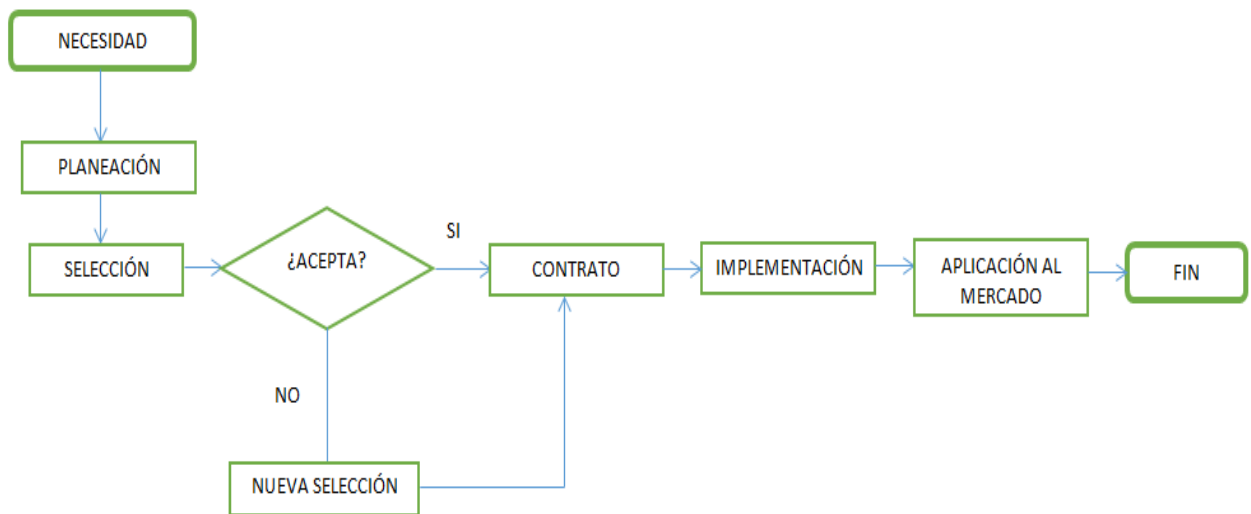 NECESIDAD
PLANEACIÓN
SELECCIÓN
¿ACEPTA?
SI
CONTRATO
IMPLEMENTACIÓN
APLICACIÓN AL
MERCADO
FIN
NO
NUEVA SELECCIÓN